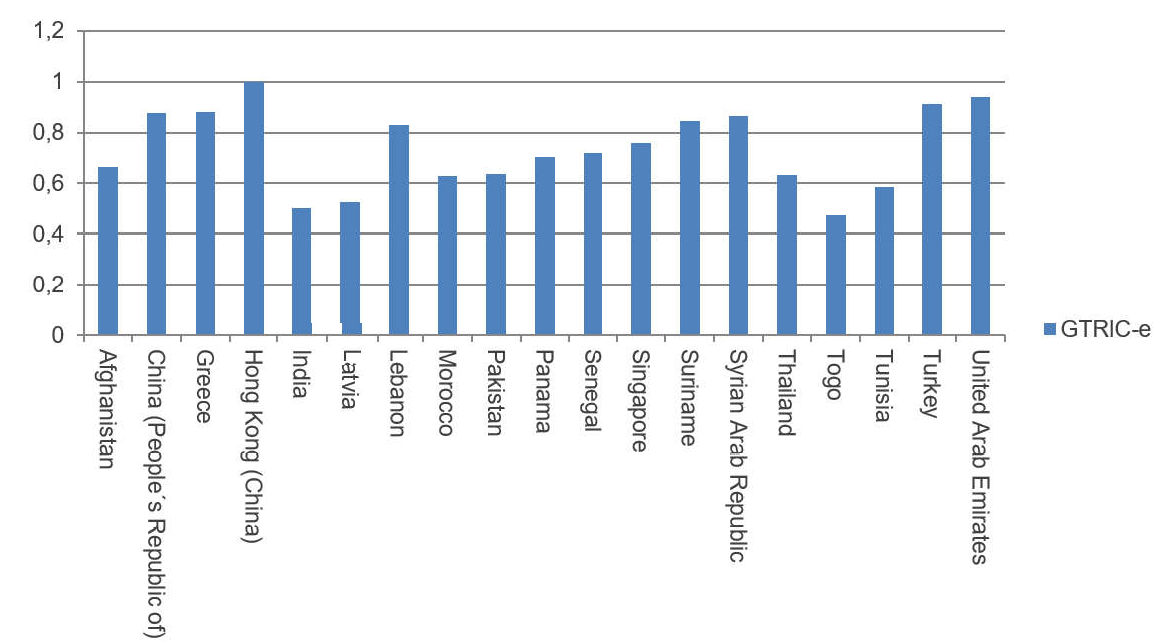 1,2
1
0,8
0,6
0,4
0,2
0
Afghanistan
China (People´s Republic of)
Greece
Hong Kong (China)
India
Latvia
Lebanon
Morocco
Pakistan
Panama
Senegal
Singapore
Suriname
Syrian Arab Republic
Thailand
Togo
Tunisia
Turkey
United Arab Emirates
GTRIC-e